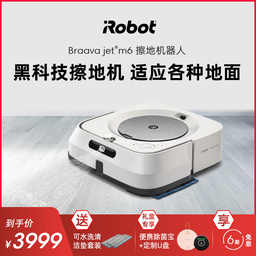 iRobot
Braava jet® m6 擦地机器人
黑科技擦地机 适应各种地面
到手价
¥3999
送
可水洗清
洁垫套装
礼盒
专享
便携除菌宝
+定制U盘
享
6期
免息